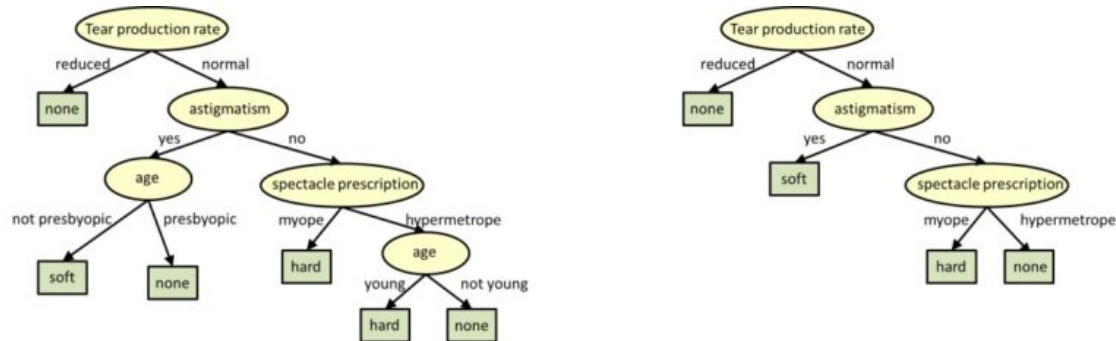 Tear production rate
reduced
normal
none
astigmatism
yes
no
age
spectacle prescription
not presbyopic
presbyopic
myope
hypermetrope
soft
none
hard
age
young
not young
hard
none
Tear production rate
reduced
normal
none
astigmatism
yes
no
soft
spectacle prescription
myope
hypermetrope
hard
none